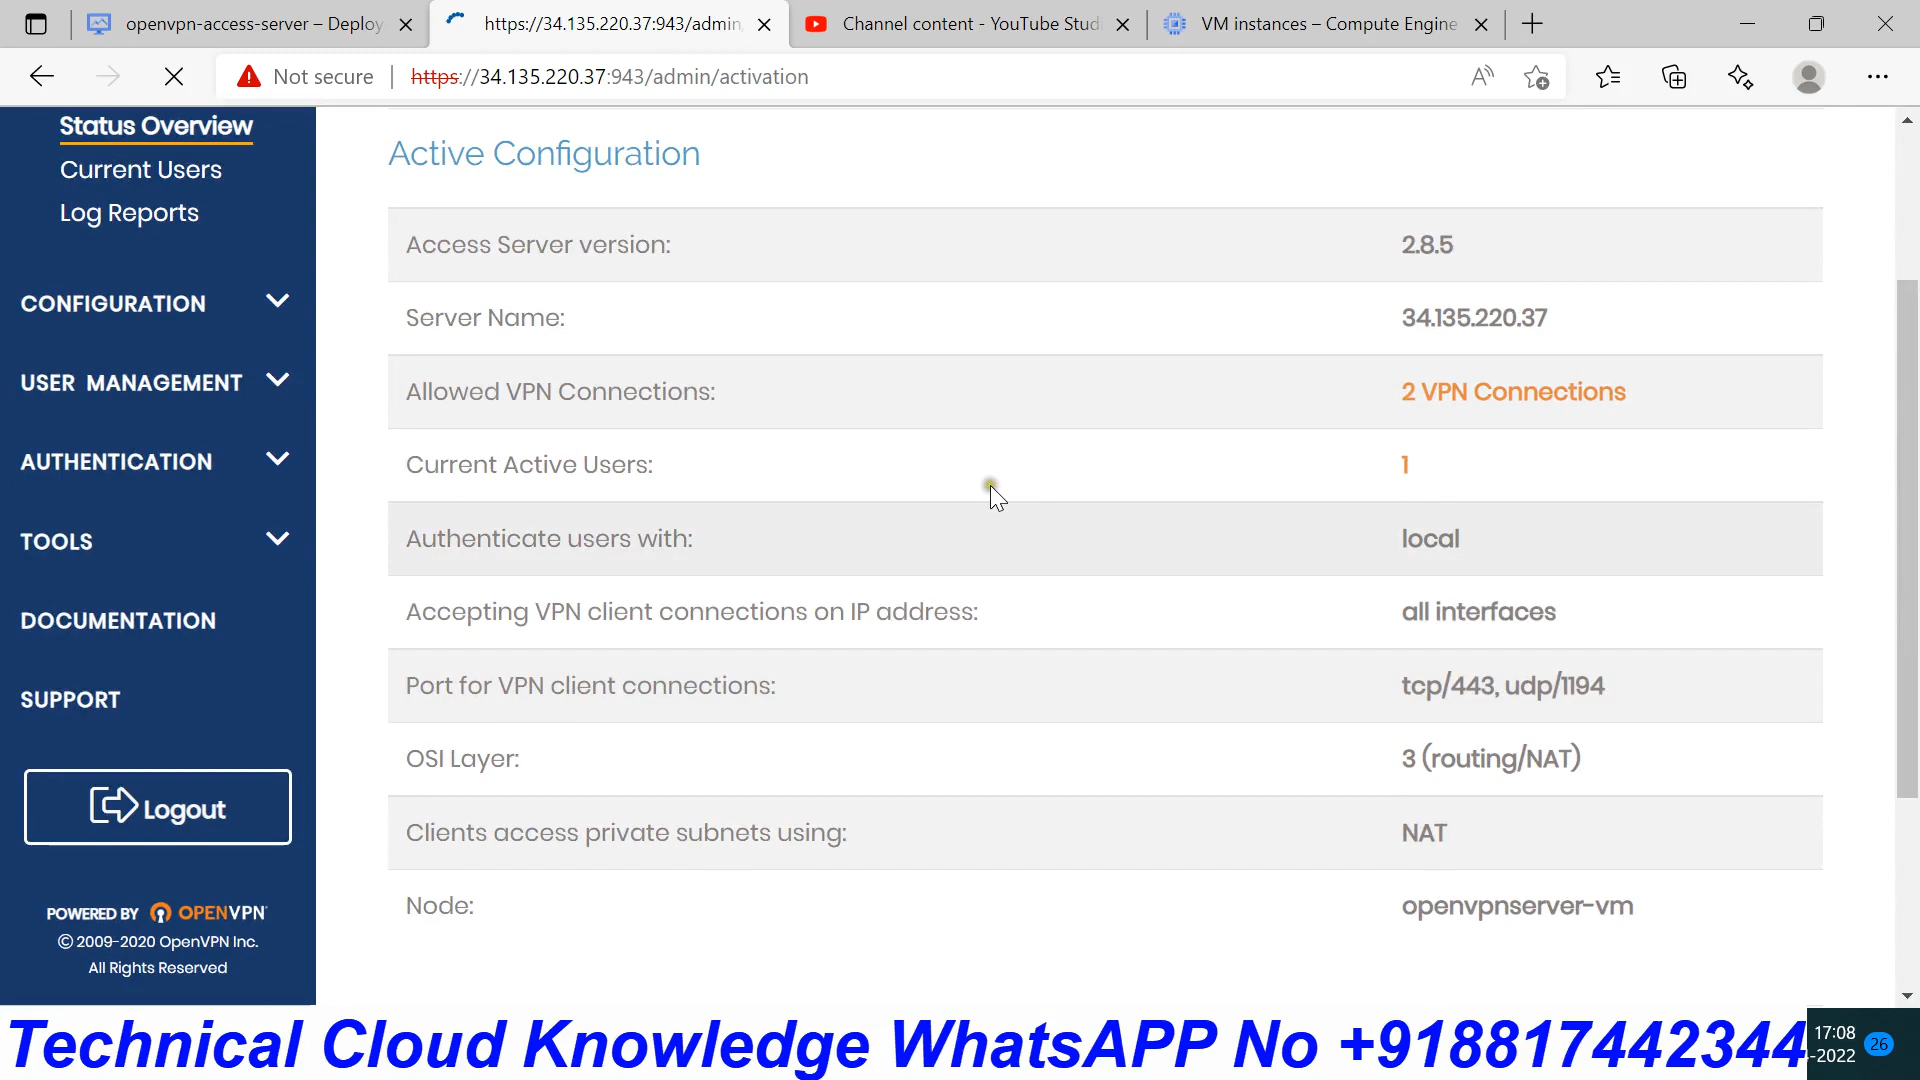 openvpn-access-server – Deploy
https://34.135.220.37:943/admin
Channel content - YouTube Studi
VM instances – Compute Engine
Not secure
https://34.135.220.37:943/admin/activation
Status Overview
Current Users
Log Reports
CONFIGURATION
USER MANAGEMENT
AUTHENTICATION
TOOLS
DOCUMENTATION
SUPPORT
Logout
POWERED BY OPENVPN
© 2009-2020 OpenVPN Inc.
All Rights Reserved
Active Configuration
Access Server version: 2.8.5
Server Name: 34.135.220.37
Allowed VPN Connections: 2 VPN Connections
Current Active Users: 1
Authenticate users with: local
Accepting VPN client connections on IP address: all interfaces
Port for VPN client connections: tcp/443, udp/1194
OSI Layer: 3 (routing/NAT)
Clients access private subnets using: NAT
Node: openvpnserver-vm
Technical Cloud Knowledge WhatsAPP No +918817442344
17:08
-2022
26